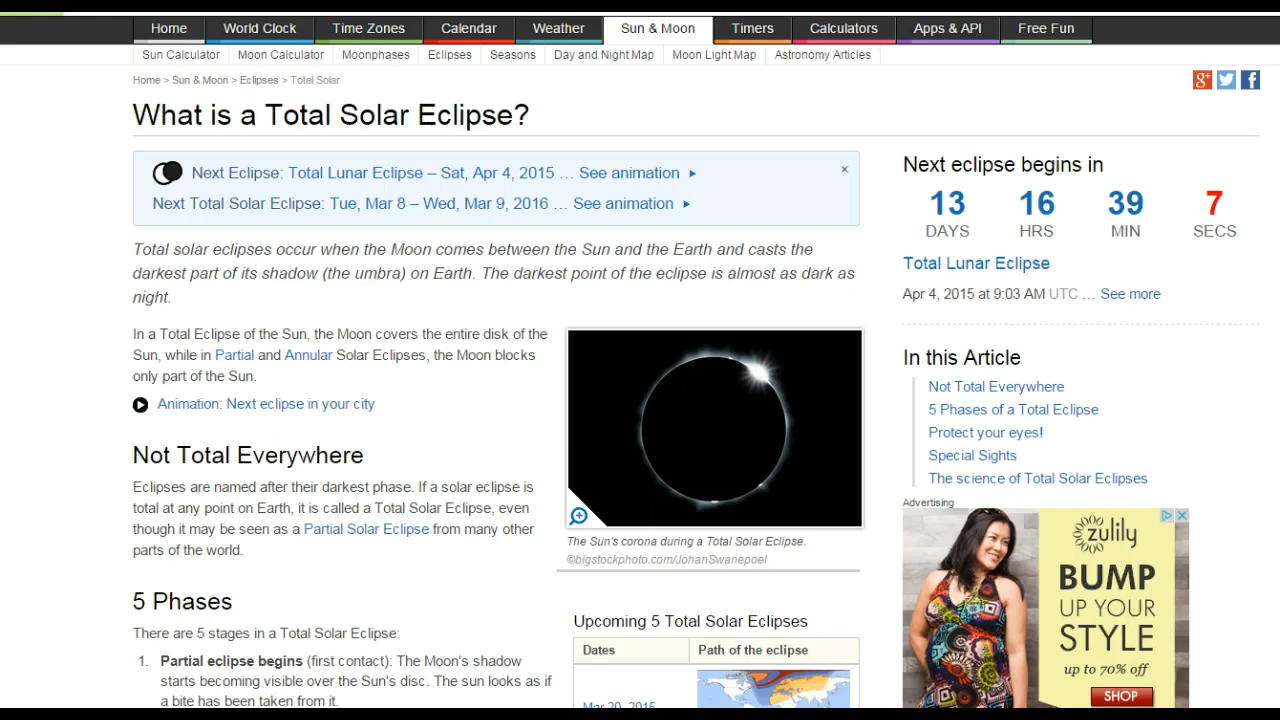 Home World Clock Time Zones Calendar Weather Sun & Moon Timers Calculators Apps & API Free Fun
Sun Calculator Moon Calculator Moonphases Eclipses Seasons Day and Night Map Moon Light Map Astronomy Articles
Home > Sun & Moon > Eclipses > Total Solar
g+ f
What is a Total Solar Eclipse?
Next Eclipse: Total Lunar Eclipse – Sat, Apr 4, 2015 … See animation
×
Next Total Solar Eclipse: Tue, Mar 8 – Wed, Mar 9, 2016 … See animation
Total solar eclipses occur when the Moon comes between the Sun and the Earth and casts the
darkest part of its shadow (the umbra) on Earth. The darkest point of the eclipse is almost as dark as
night.
In a Total Eclipse of the Sun, the Moon covers the entire disk of the
Sun, while in Partial and Annular Solar Eclipses, the Moon blocks
only part of the Sun.
Animation: Next eclipse in your city
Not Total Everywhere
Eclipses are named after their darkest phase. If a solar eclipse is
total at any point on Earth, it is called a Total Solar Eclipse, even
though it may be seen as a Partial Solar Eclipse from many other
parts of the world.
5 Phases
There are 5 stages in a Total Solar Eclipse:
1. Partial eclipse begins (first contact): The Moon's shadow
starts becoming visible over the Sun's disc. The sun looks as if
a bite has been taken from it.
The Sun's corona during a Total Solar Eclipse.
©bigstockphoto.com/JohanSwanepoel
Upcoming 5 Total Solar Eclipses
Dates Path of the eclipse
Mar 20, 2015
Next eclipse begins in
13 16 39 7
DAYS HRS MIN SECS
Total Lunar Eclipse
Apr 4, 2015 at 9:03 AM UTC … See more
In this Article
Not Total Everywhere
5 Phases of a Total Eclipse
Protect your eyes!
Special Sights
The science of Total Solar Eclipses
Advertising
zulily
BUMP
UP YOUR
STYLE
up to 70% off
SHOP